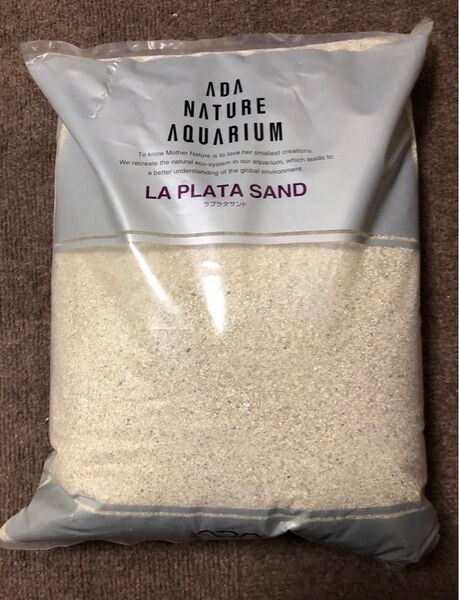 ADA
NATURE
AQUARIUM
To know Mother Nature is to love her smallest creations.
We recreate the natural eco-system in our aquarium, which leads to
a better understanding of the global environment.
LA PLATA SAND
ラプラタサンド
ADA